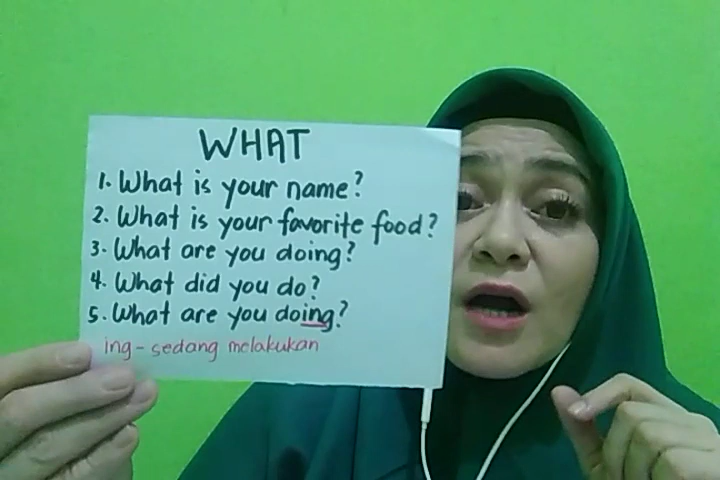 WHAT
1. What is your name?
2. What is your favorite food?
3. What are you doing?
4. What did you do?
5. What are you doing?
ing - sedang melakukan